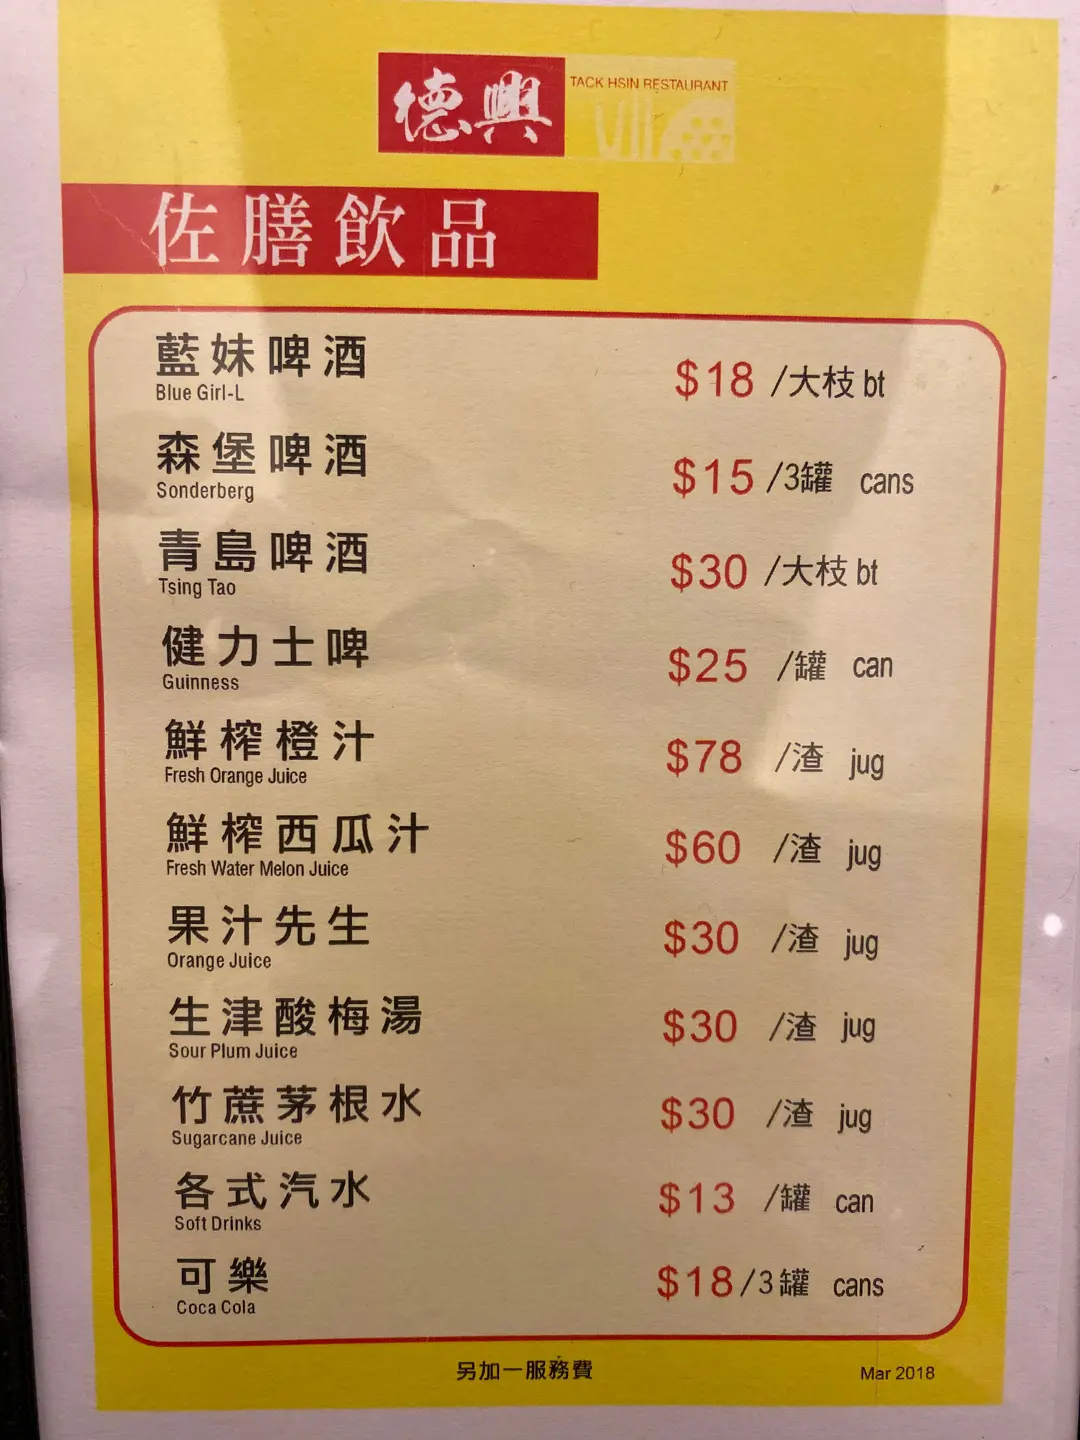 德興
TACK HSIN RESTAURANT
佐膳飲品
藍妹啤酒 $18 /大枝 bt
Blue Girl-L
森堡啤酒 $15 /3罐 cans
Sonderberg
青島啤酒 $30 /大枝 bt
Tsing Tao
健力士啤 $25 /罐 can
Guinness
鮮榨橙汁 $78 /渣 jug
Fresh Orange Juice
鮮榨西瓜汁 $60 /渣 jug
Fresh Water Melon Juice
果汁先生 $30 /渣 jug
Orange Juice
生津酸梅湯 $30 /渣 jug
Sour Plum Juice
竹蔗茅根水 $30 /渣 jug
Sugarcane Juice
各式汽水 $13 /罐 can
Soft Drinks
可樂 $18 /3罐 cans
Coca Cola
另加一服務費 Mar 2018